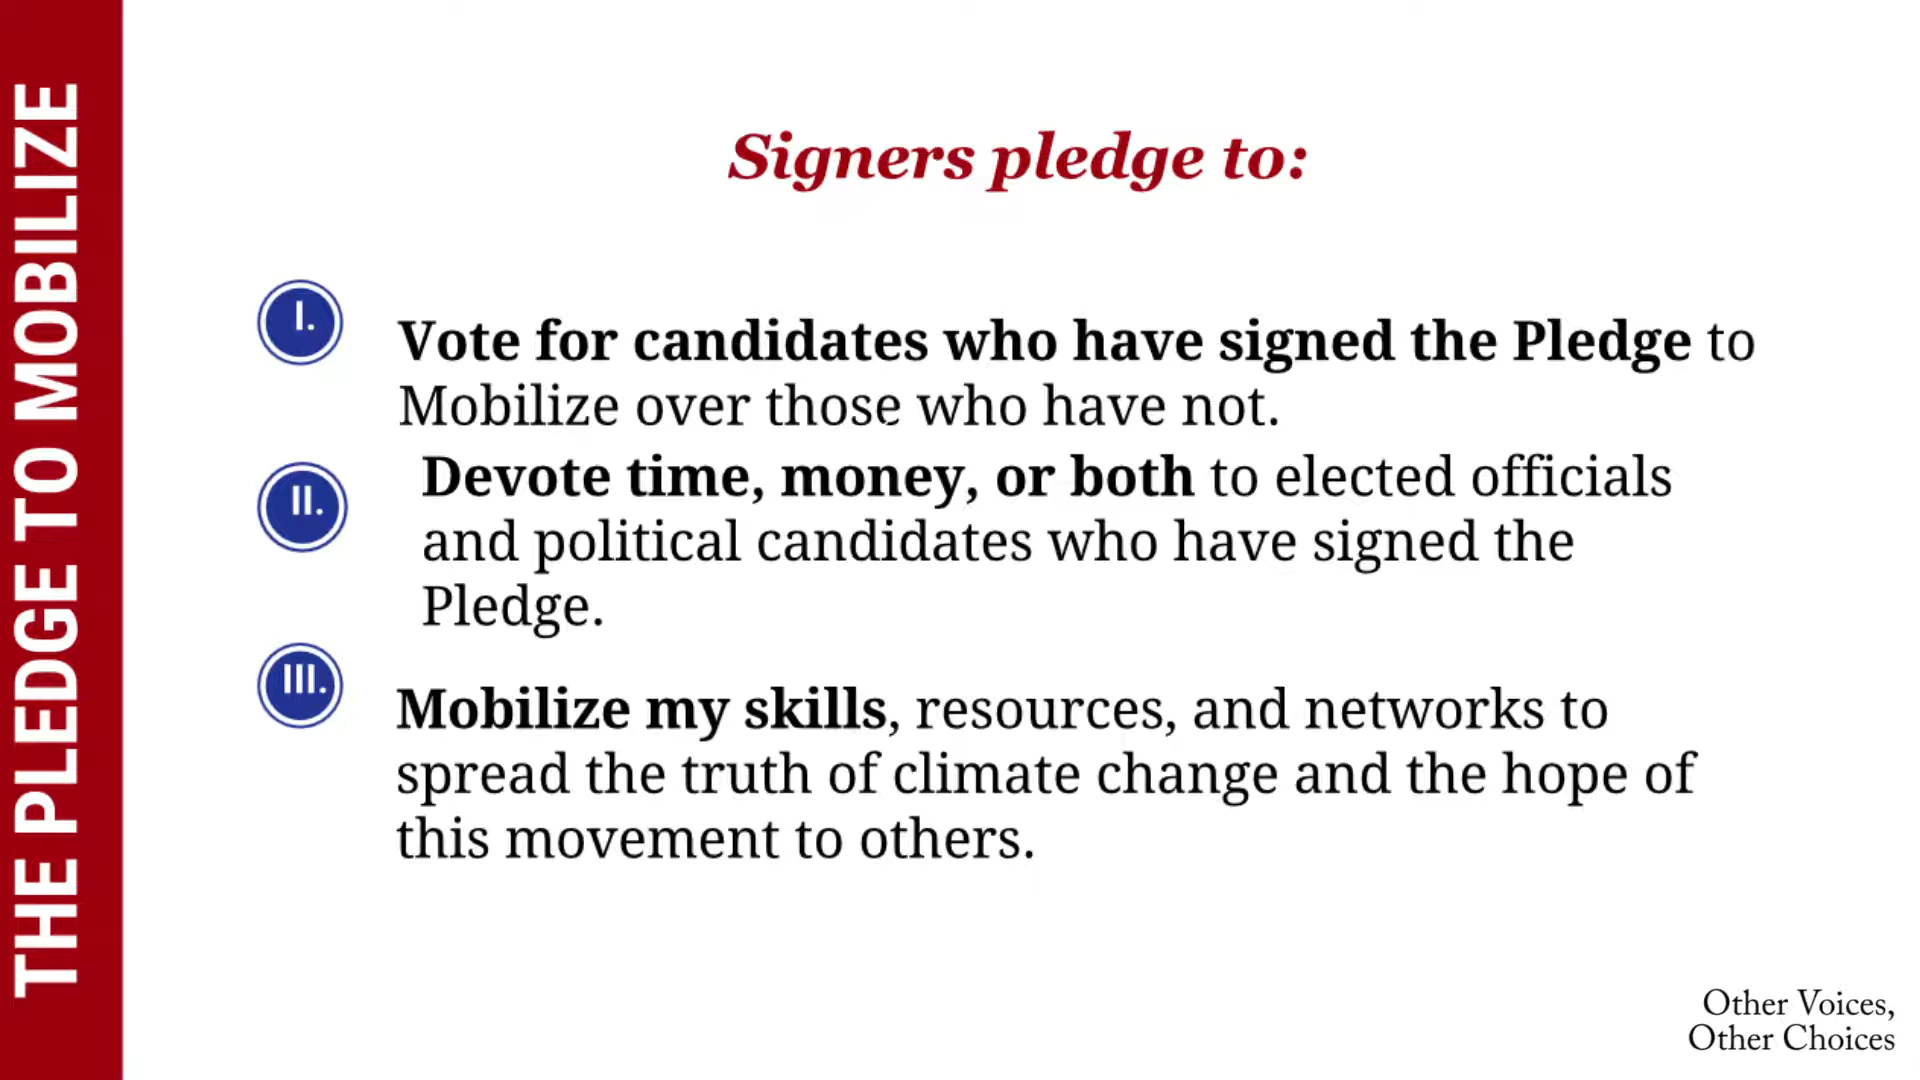 THE PLEDGE TO MOBILIZE
Signers pledge to:
I.
Vote for candidates who have signed the Pledge to
Mobilize over those who have not.
II.
Devote time, money, or both to elected officials
and political candidates who have signed the
Pledge.
III.
Mobilize my skills, resources, and networks to
spread the truth of climate change and the hope of
this movement to others.
Other Voices,
Other Choices